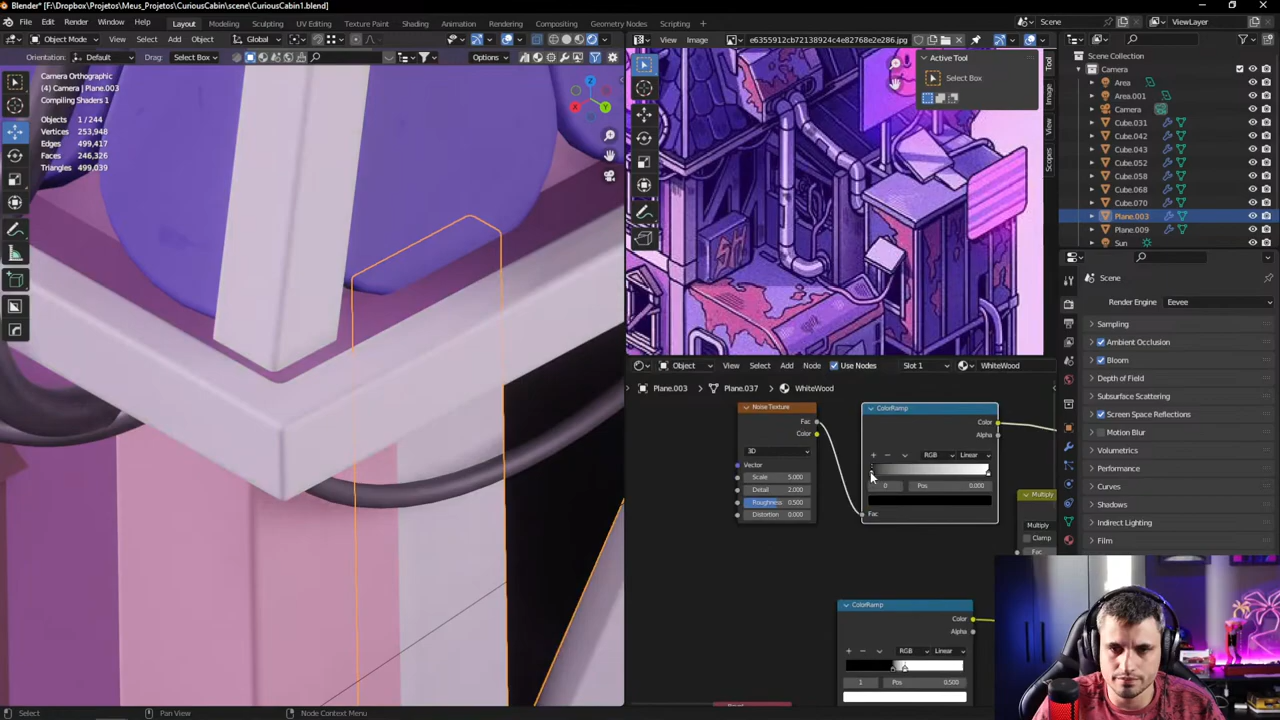 Blender* [F:\Dropbox\Projetos\Meus_Projetos\CuriousCabin\scene\CuriousCabin1.blend]
File Edit Render Window Help Layout Modeling Sculpting UV Editing Texture Paint Shading Animation Rendering Compositing Geometry Nodes Scripting Scene ViewLayer
Object Mode View Select Add Object Global View Image e6355912cb72138924c4e82768e2e286.jpg
Orientation: Default Drag: Select Box Options
Camera Orthographic
(4) Camera | Plane.003
Compiling Shaders 1
Objects 1 / 244
Vertices 253,948
Edges 499,417
Faces 246,326
Triangles 499,039
Z
Y
X
Active Tool
Select Box
Tool
Image
View
Scopes
Scene Collection
Camera
Area
Area.001
Camera
Cube.031
Cube.042
Cube.043
Cube.052
Cube.058
Cube.068
Cube.070
Plane.003
Plane.009
Sun
Scene
Render Engine Eevee
Sampling
Ambient Occlusion
Bloom
Depth of Field
Subsurface Scattering
Screen Space Reflections
Motion Blur
Volumetrics
Performance
Curves
Shadows
Indirect Lighting
Film
Object View Select Add Node Use Nodes Slot 1 WhiteWood
Plane.003 Plane.037 WhiteWood
Noise Texture
Fac
Color
3D
Vector
Scale 5.000
Detail 2.000
Roughness 0.500
Distortion 0.000
ColorRamp
Color
Alpha
RGB Linear
0 Pos 0.000
Fac
Multiply
Multiply
Clamp
Fac
ColorRamp
Color
Alpha
RGB Linear
1 Pos 0.500
Select Pan View Node Context Menu